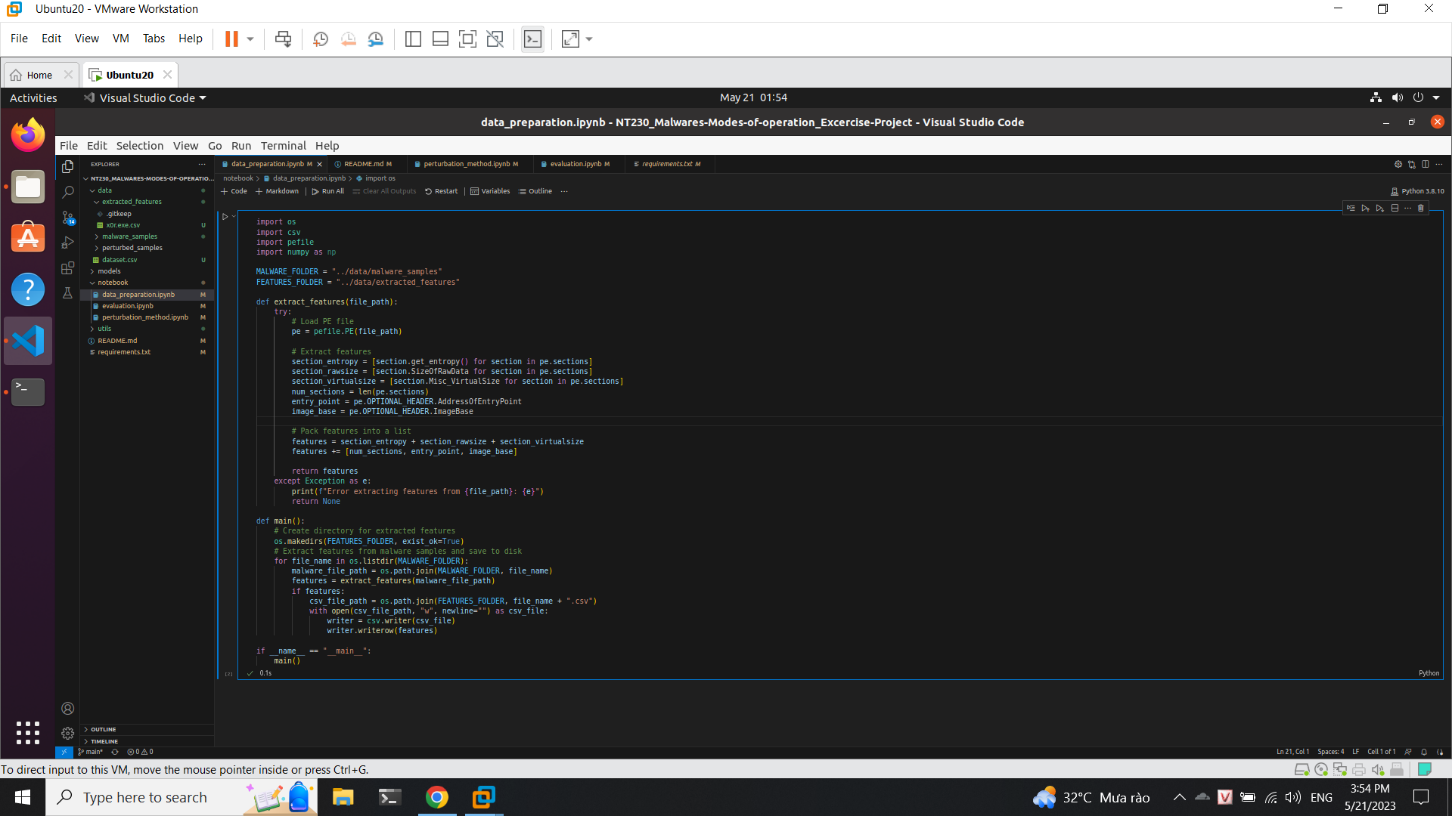 Ubuntu20 - VMware Workstation
File Edit View VM Tabs Help
Home
Ubuntu20
Activities
Visual Studio Code
May 21 01:54
data_preparation.ipynb - NT230_Malwares-Modes-of-operation_Excercise-Project - Visual Studio Code
File Edit Selection View Go Run Terminal Help
EXPLORER
data_preparation.ipynb M
README.md M
perturbation_method.ipynb M
evaluation.ipynb M
requirements.txt M
NT230_MALWARES-MODES-OF-OPERATIO...
data
extracted_features
.gitkeep
x0r.exe.csv U
malware_samples
perturbed_samples
dataset.csv U
models
notebook
data_preparation.ipynb M
evaluation.ipynb M
perturbation_method.ipynb M
utils
README.md M
requirements.txt M
OUTLINE
TIMELINE
notebook > data_preparation.ipynb > import os
+ Code + Markdown Run All Clear All Outputs Restart Variables Outline ...
Python 3.8.10
import os
import csv
import pefile
import numpy as np
MALWARE_FOLDER = "../data/malware_samples"
FEATURES_FOLDER = "../data/extracted_features"
def extract_features(file_path):
try:
# Load PE file
pe = pefile.PE(file_path)
# Extract features
section_entropy = [section.get_entropy() for section in pe.sections]
section_rawsize = [section.SizeOfRawData for section in pe.sections]
section_virtualsize = [section.Misc_VirtualSize for section in pe.sections]
num_sections = len(pe.sections)
entry_point = pe.OPTIONAL_HEADER.AddressOfEntryPoint
image_base = pe.OPTIONAL_HEADER.ImageBase
# Pack features into a list
features = section_entropy + section_rawsize + section_virtualsize
features += [num_sections, entry_point, image_base]
return features
except Exception as e:
print(f"Error extracting features from {file_path}: {e}")
return None
def main():
# Create directory for extracted features
os.makedirs(FEATURES_FOLDER, exist_ok=True)
# Extract features from malware samples and save to disk
for file_name in os.listdir(MALWARE_FOLDER):
malware_file_path = os.path.join(MALWARE_FOLDER, file_name)
features = extract_features(malware_file_path)
if features:
csv_file_path = os.path.join(FEATURES_FOLDER, file_name + ".csv")
with open(csv_file_path, "w", newline="") as csv_file:
writer = csv.writer(csv_file)
writer.writerow(features)
if __name__ == "__main__":
main()
0.1s
Python
main*
0 0
Ln 21, Col 1 Spaces: 4 LF Cell 1 of 1
To direct input to this VM, move the mouse pointer inside or press Ctrl+G.
Type here to search
32°C Mưa rào
ENG
3:54 PM
5/21/2023